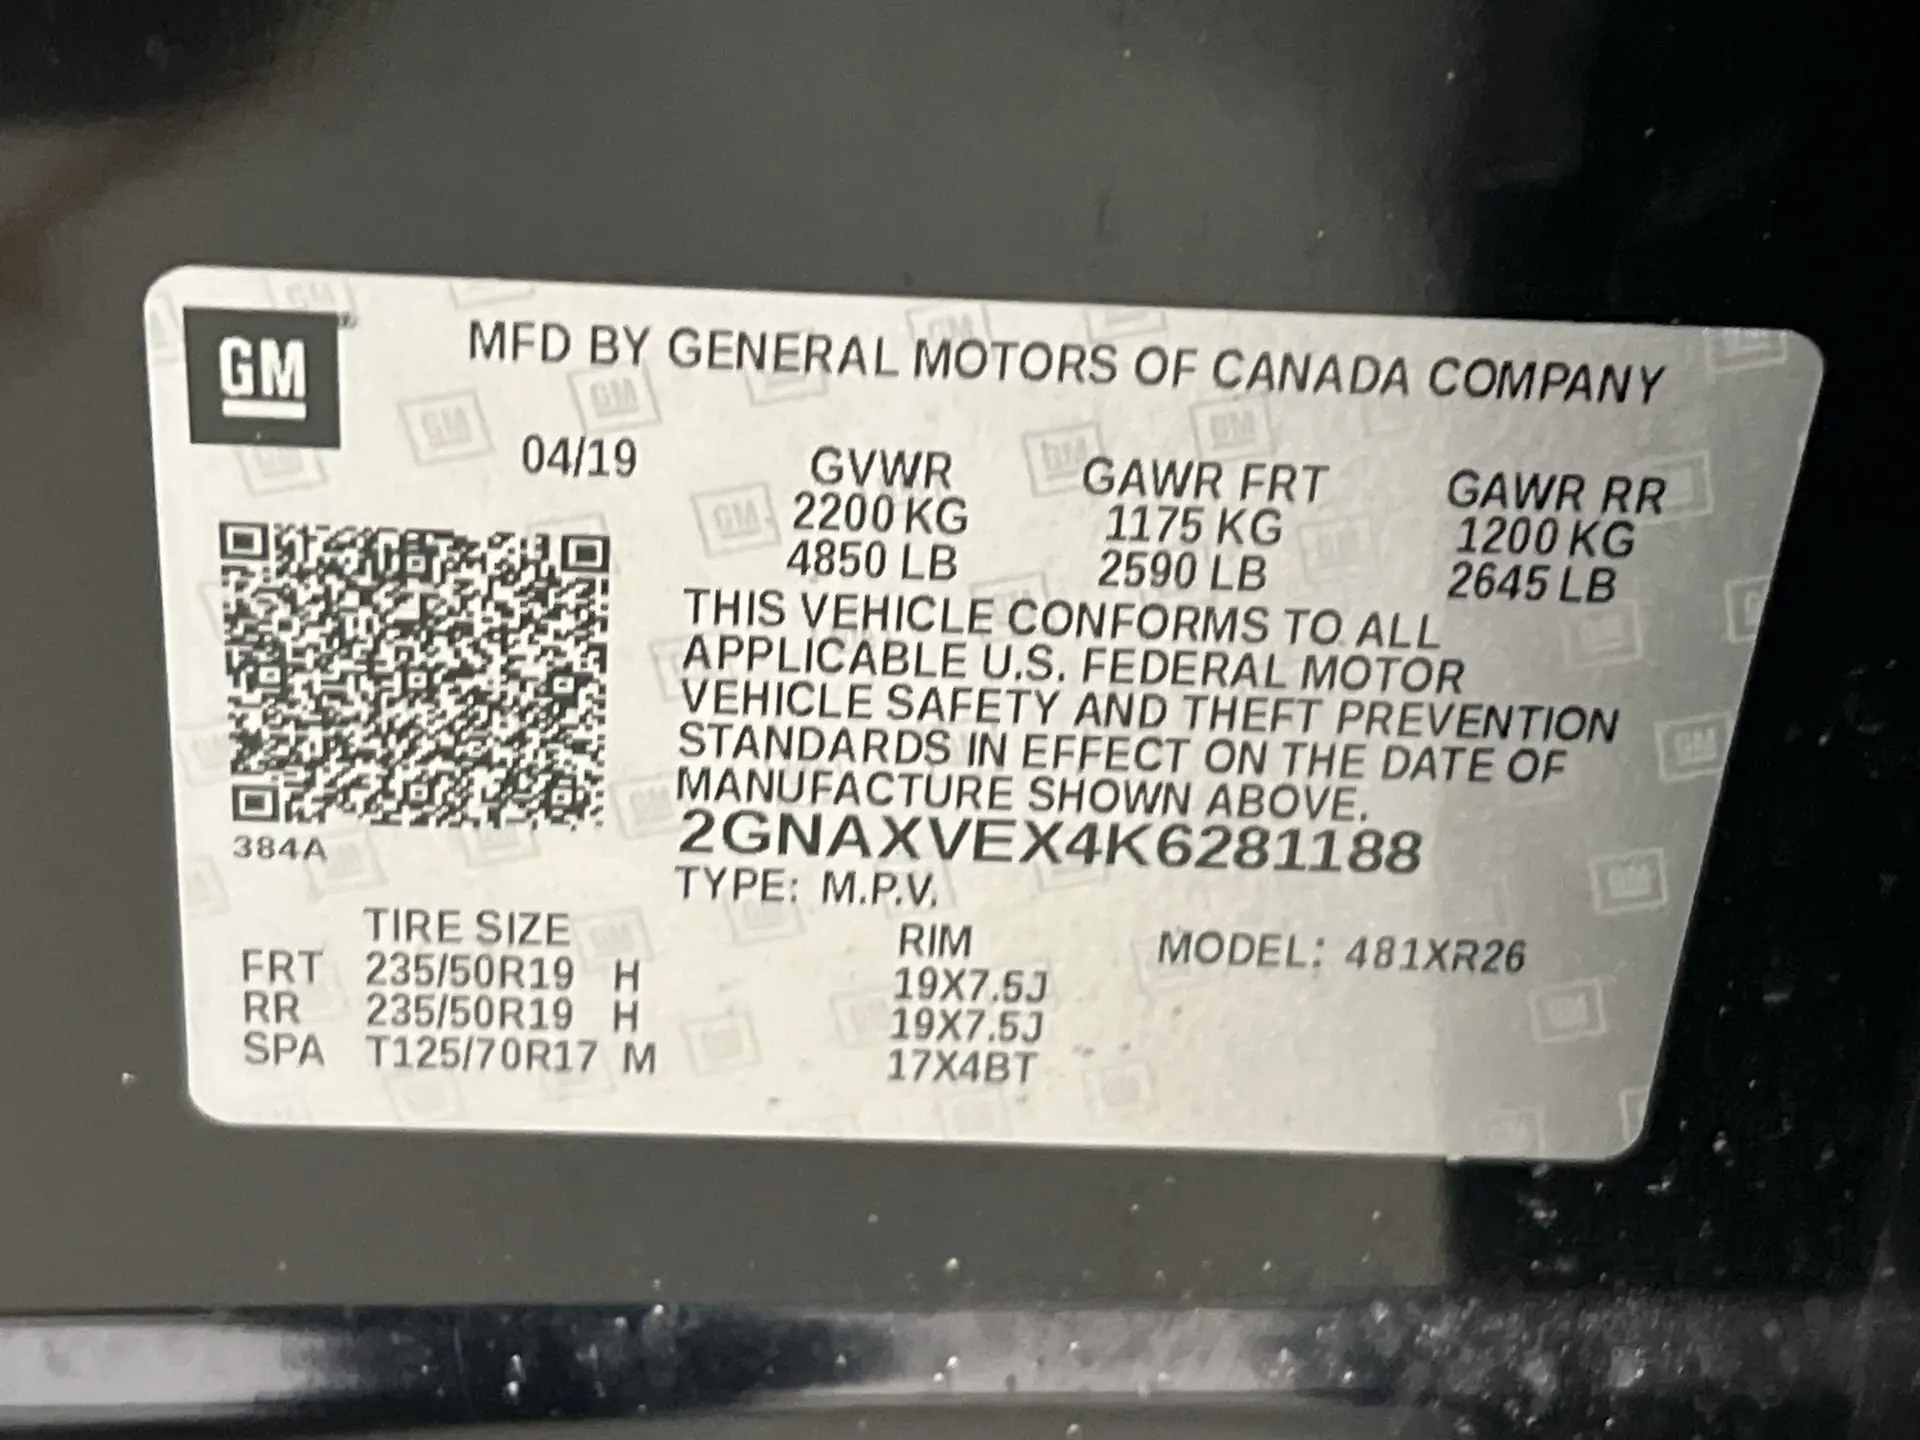 GM
MFD BY GENERAL MOTORS OF CANADA COMPANY
04/19
GVWR GAWR FRT GAWR RR
2200 KG 1175 KG 1200 KG
4850 LB 2590 LB 2645 LB
THIS VEHICLE CONFORMS TO ALL
APPLICABLE U.S. FEDERAL MOTOR
VEHICLE SAFETY AND THEFT PREVENTION
STANDARDS IN EFFECT ON THE DATE OF
MANUFACTURE SHOWN ABOVE.
2GNAXVEX4K6281188
384A
TYPE: M.P.V.
TIRE SIZE RIM MODEL: 481XR26
FRT 235/50R19 H 19X7.5J
RR 235/50R19 H 19X7.5J
SPA T125/70R17 M 17X4BT